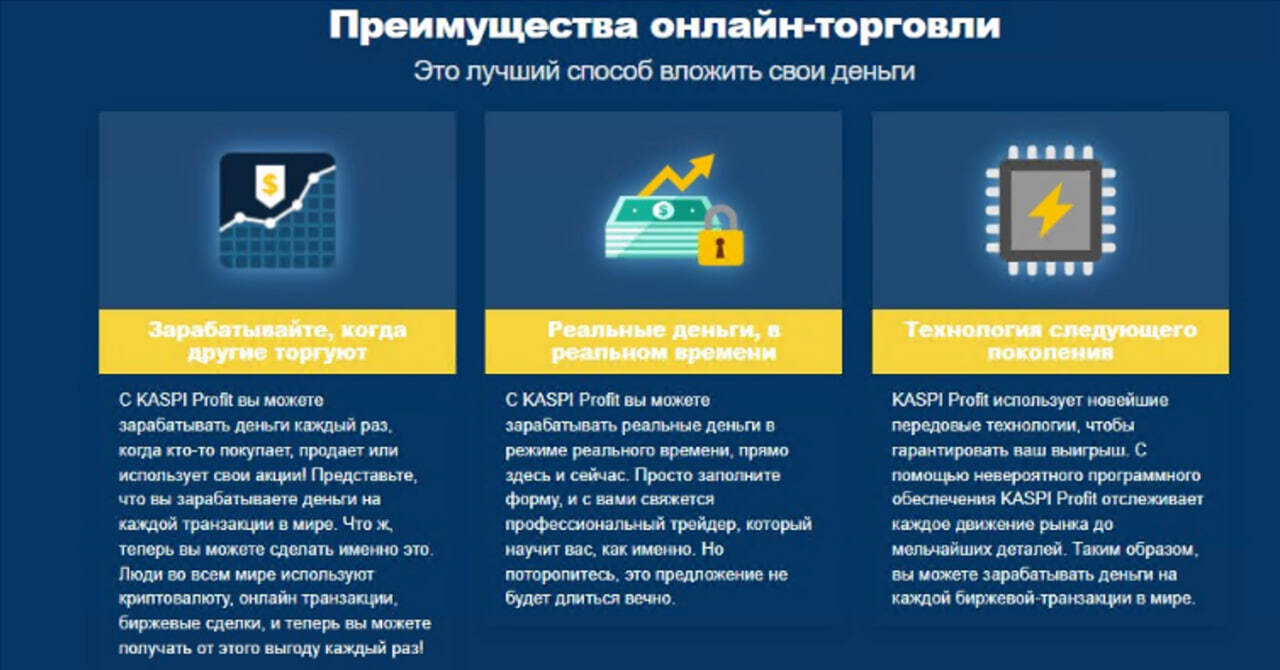 Преимущества онлайн-торговли
Это лучший способ вложить свои деньги
$
Зарабатывайте, когда
другие торгуют
С KASPI Profit вы можете
зарабатывать деньги каждый раз,
когда кто-то покупает, продает или
использует свои акции! Представьте,
что вы зарабатываете деньги на
каждой транзакции в мире. Что ж,
теперь вы можете сделать именно это.
Люди во всем мире используют
криптовалюту, онлайн транзакции,
биржевые сделки, и теперь вы можете
получать от этого выгоду каждый раз!
$
Реальные деньги, в
реальном времени
С KASPI Profit вы можете
зарабатывать реальные деньги в
режиме реального времени, прямо
здесь и сейчас. Просто заполните
форму, и с вами свяжется
профессиональный трейдер, который
научит вас, как именно. Но
поторопитесь, это предложение не
будет длиться вечно.
Технология следующего
поколения
KASPI Profit использует новейшие
передовые технологии, чтобы
гарантировать ваш выигрыш. С
помощью невероятного программного
обеспечения KASPI Profit отслеживает
каждое движение рынка до
мельчайших деталей. Таким образом,
вы можете зарабатывать деньги на
каждой биржевой-транзакции в мире.